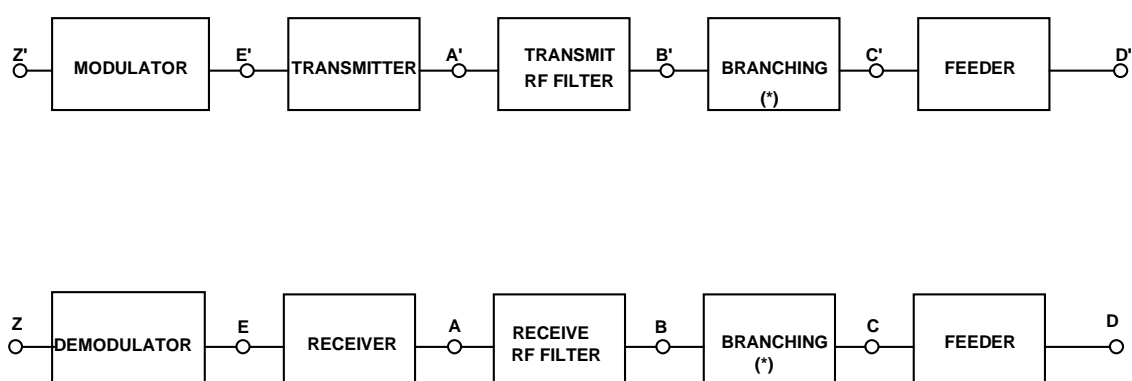 Z' MODULATOR E' TRANSMITTER A' TRANSMIT RF FILTER B' BRANCHING (*) C' FEEDER D'
Z DEMODULATOR E RECEIVER A RECEIVE RF FILTER B BRANCHING (*) C FEEDER D